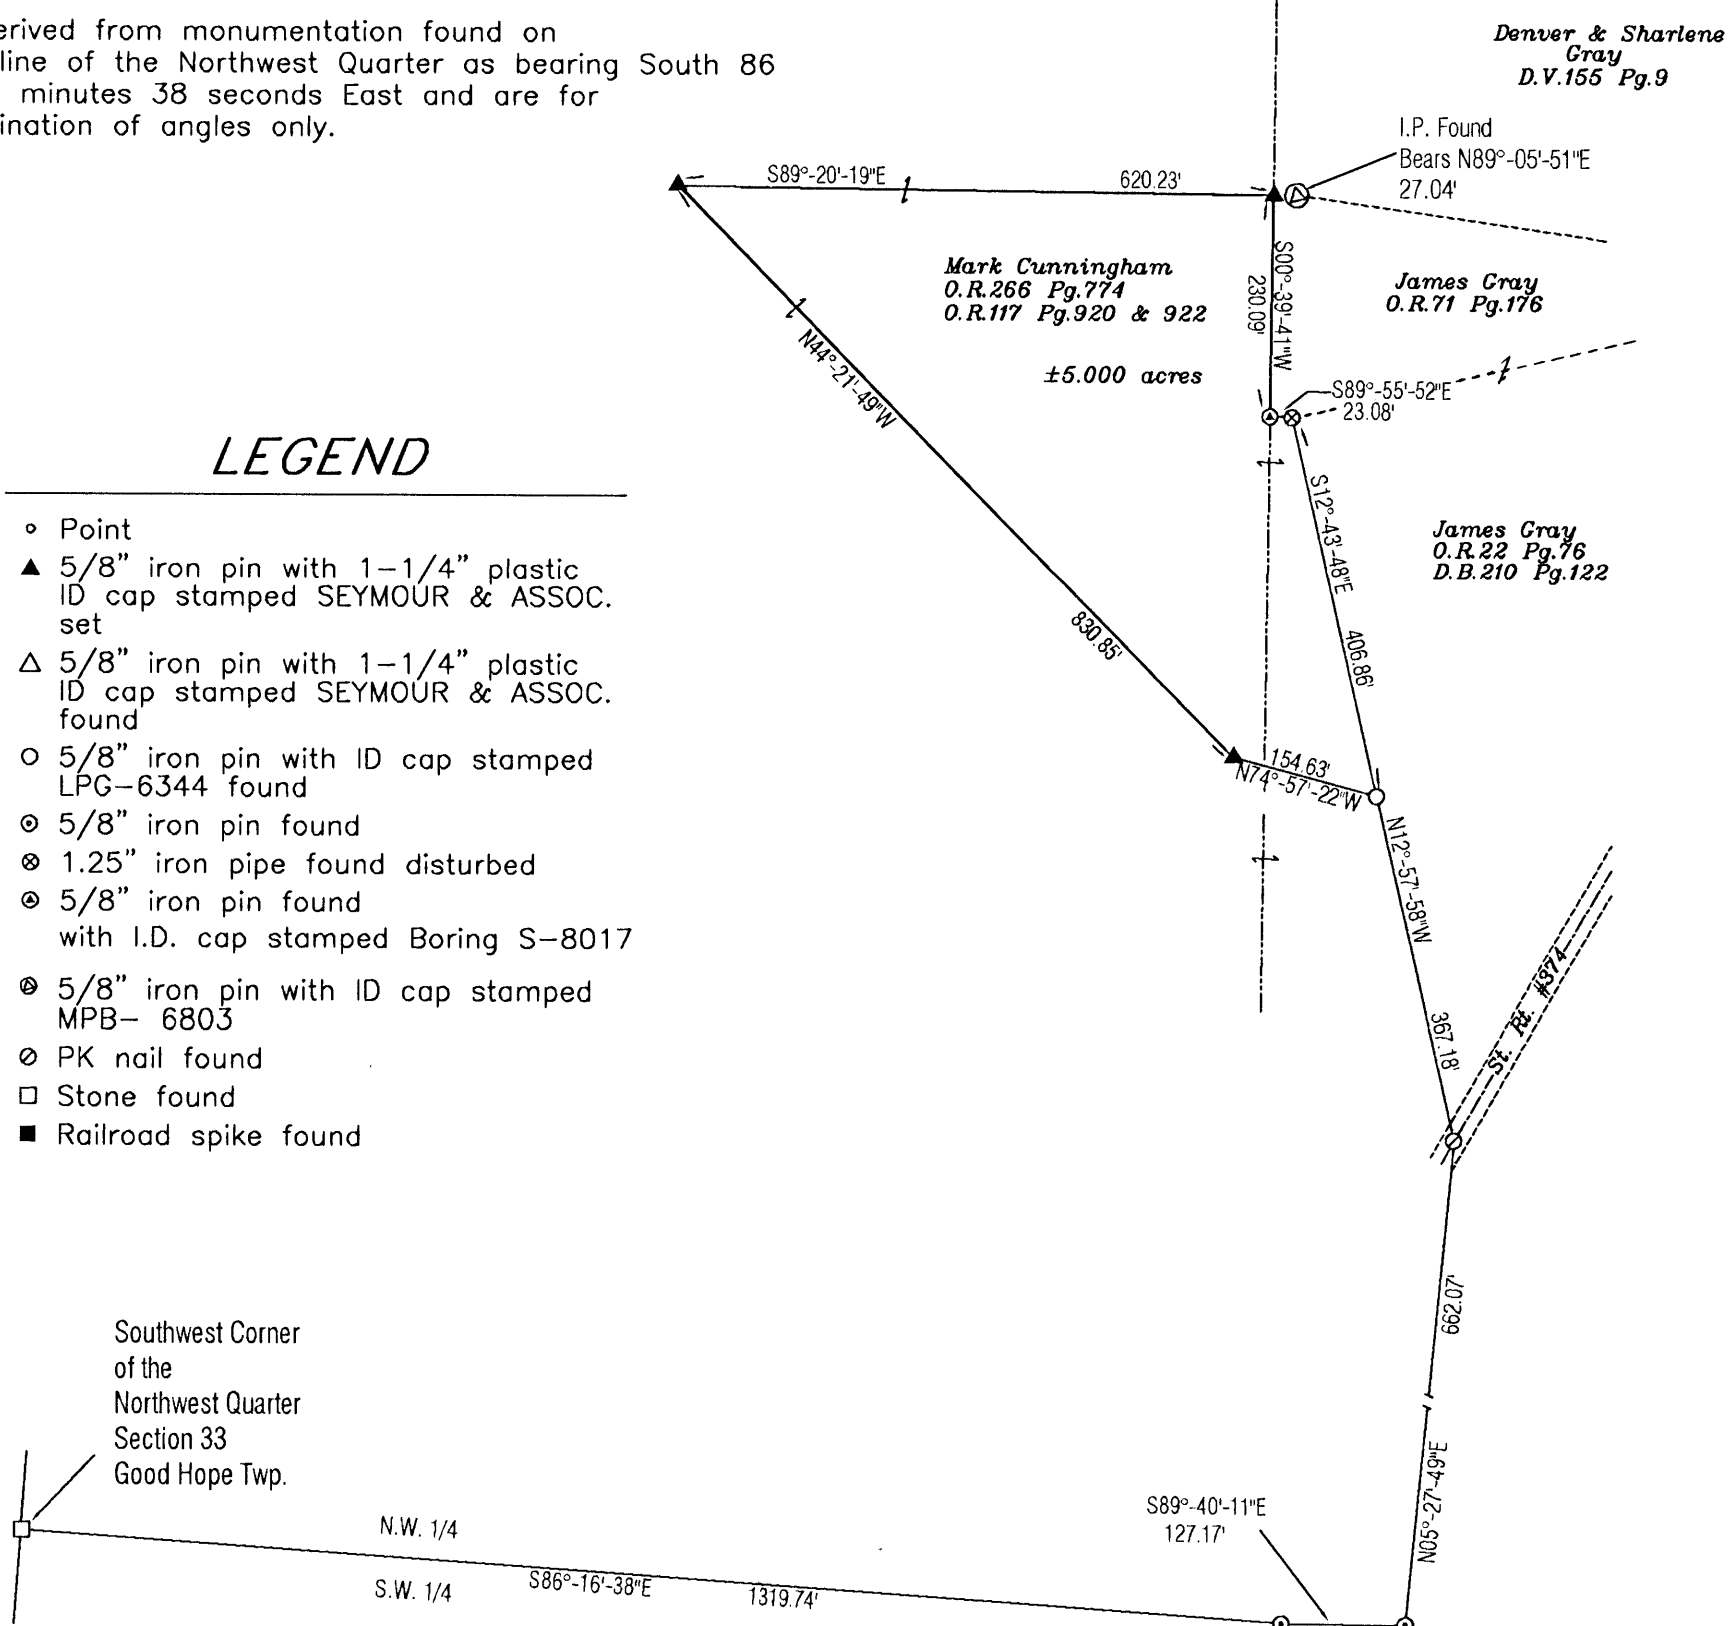 erived from monumentation found on
line of the Northwest Quarter as bearing South 86
minutes 38 seconds East and are for
ination of angles only.
Denver & Sharlene
Gray
D.V.155 Pg.9
I.P. Found
Bears N89°-05'-51"E
27.04'
S89°-20'-19"E
620.23'
Mark Cunningham
O.R.266 Pg.774
O.R.117 Pg.920 & 922
±5.000 acres
S00°-39'-41"W
230.09'
James Gray
O.R.71 Pg.176
S89°-55'-52"E
23.08'
N44°-21'-49"W
830.85'
S12°-43'-48"E
406.86'
James Gray
O.R.22 Pg.76
D.B.210 Pg.122
154.63'
N74°-57'-22"W
N12°-57'-58"W
367.18'
St. Rt. #374
662.07'
N05°-27'-49"E
LEGEND
Point
5/8" iron pin with 1-1/4" plastic
ID cap stamped SEYMOUR & ASSOC.
set
5/8" iron pin with 1-1/4" plastic
ID cap stamped SEYMOUR & ASSOC.
found
5/8" iron pin with ID cap stamped
LPG-6344 found
5/8" iron pin found
1.25" iron pipe found disturbed
5/8" iron pin found
with I.D. cap stamped Boring S-8017
5/8" iron pin with ID cap stamped
MPB- 6803
PK nail found
Stone found
Railroad spike found
Southwest Corner
of the
Northwest Quarter
Section 33
Good Hope Twp.
N.W. 1/4
S.W. 1/4
S86°-16'-38"E
1319.74'
S89°-40'-11"E
127.17'